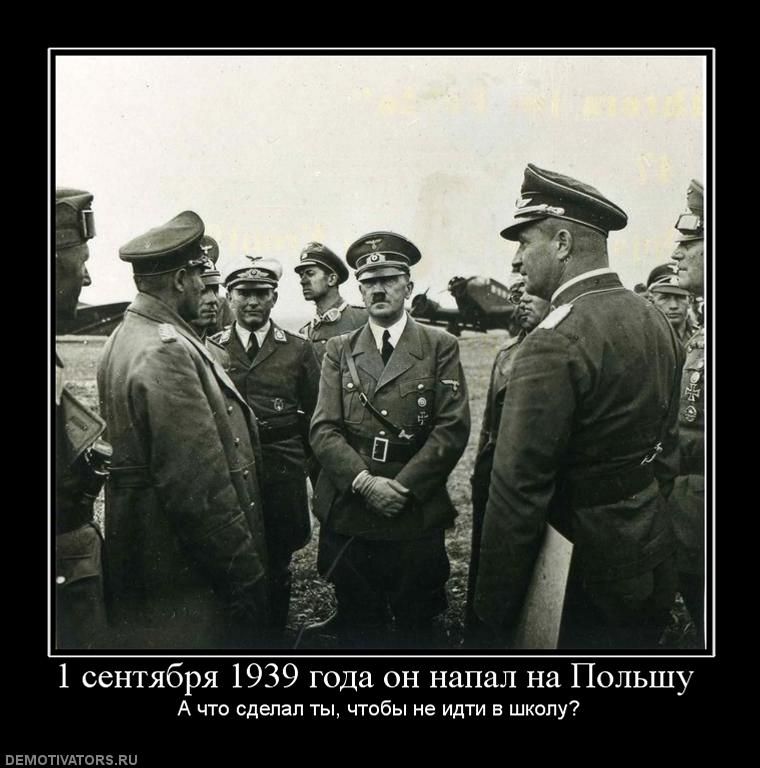 1 сентября 1939 года он напал на Польшу
А что сделал ты, чтобы не идти в школу?
DEMOTIVATORS.RU